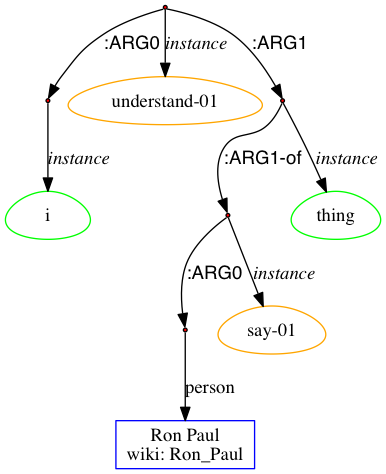 :ARG0 instance :ARG1
understand-01
instance :ARG1-of instance
i thing
:ARG0 instance
say-01
person
Ron Paul
wiki: Ron_Paul